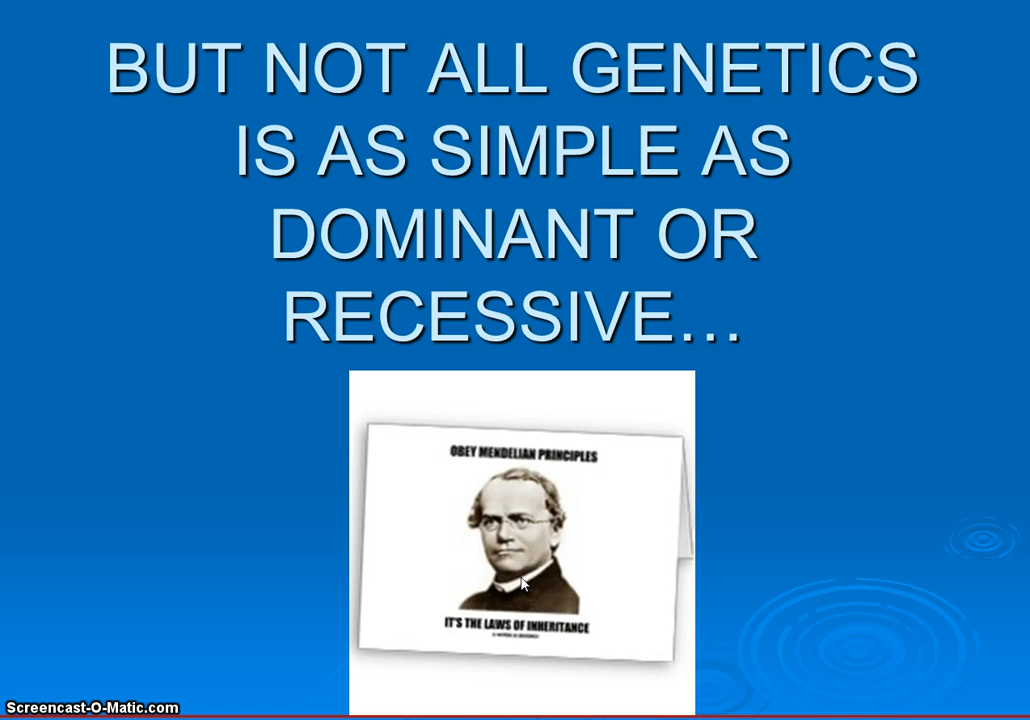 BUT NOT ALL GENETICS
IS AS SIMPLE AS
DOMINANT OR
RECESSIVE…
OBEY MENDELIAN PRINCIPLES
IT'S THE LAWS OF INHERITANCE
Screencast-O-Matic.com